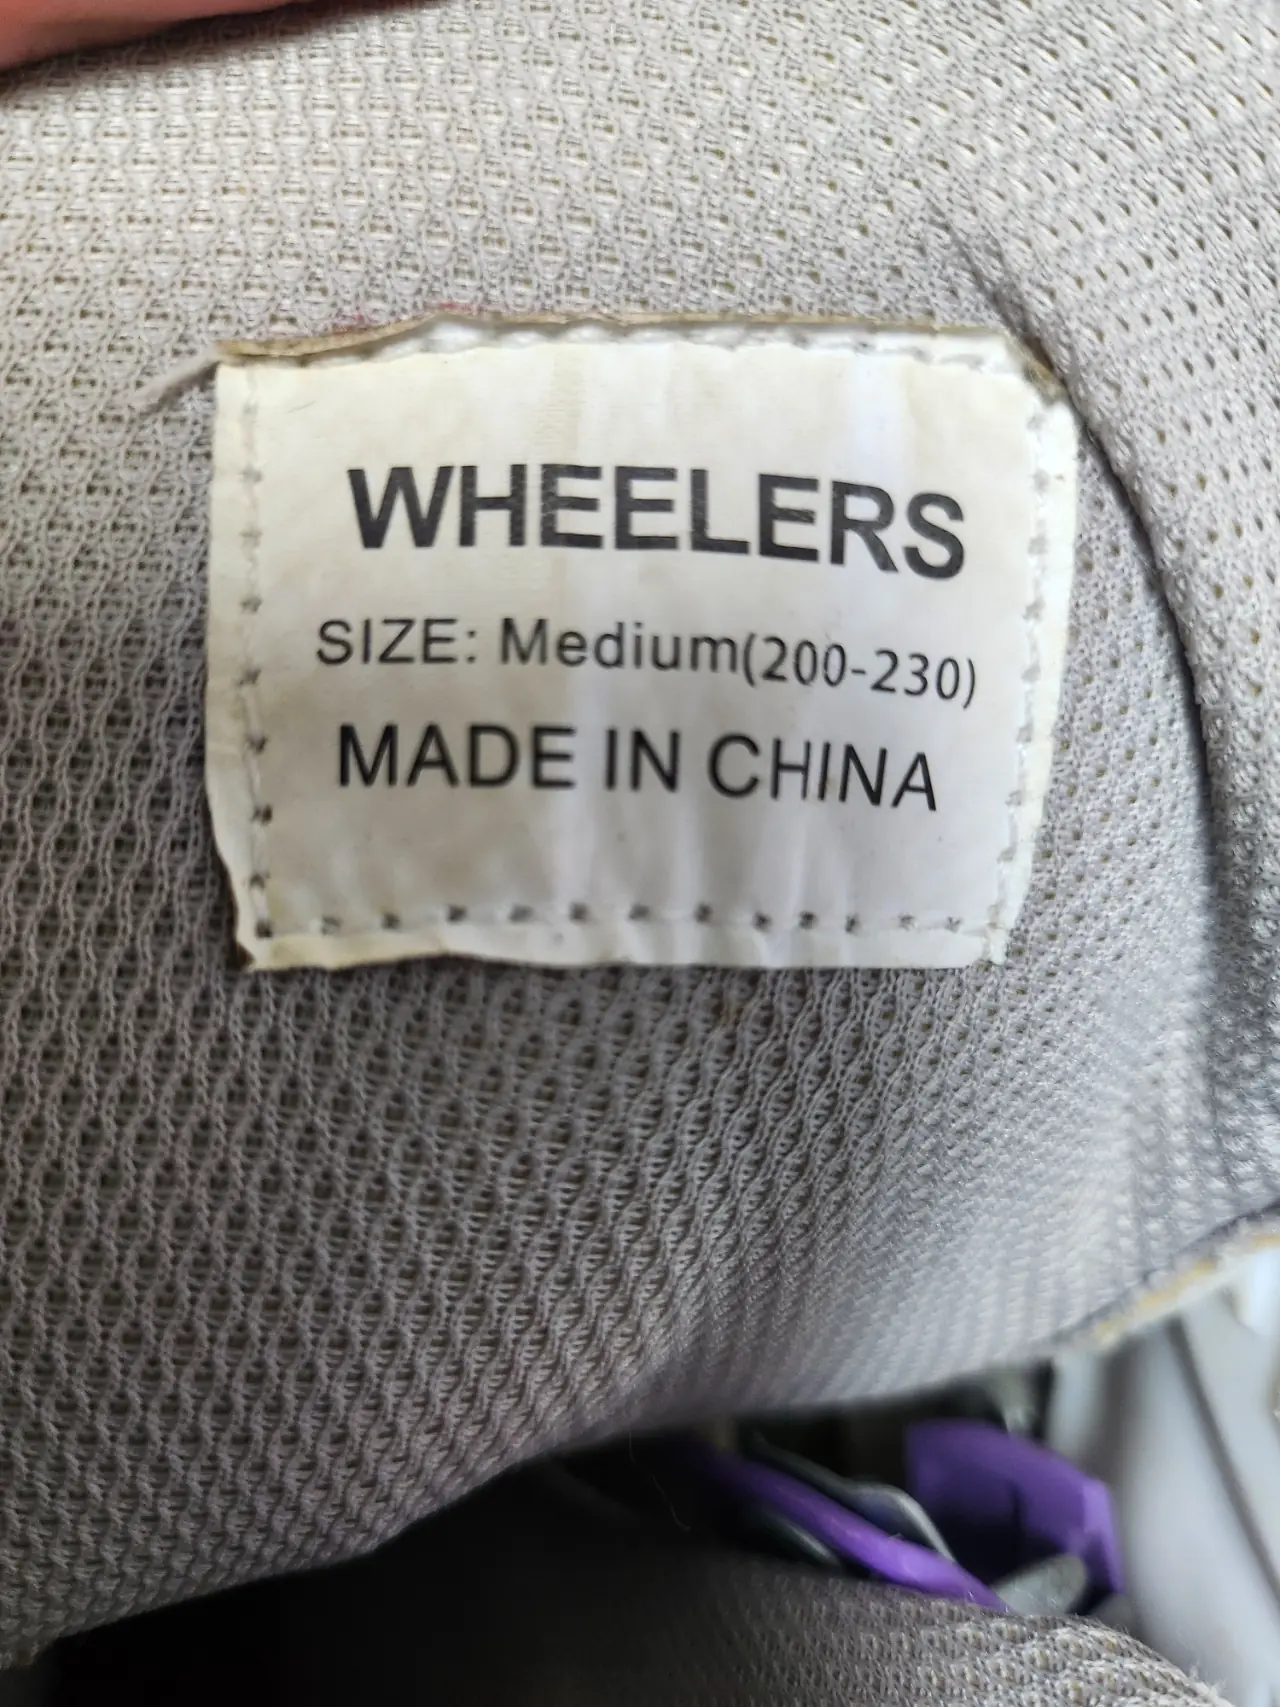 WHEELERS
SIZE: Medium(200-230)
MADE IN CHINA